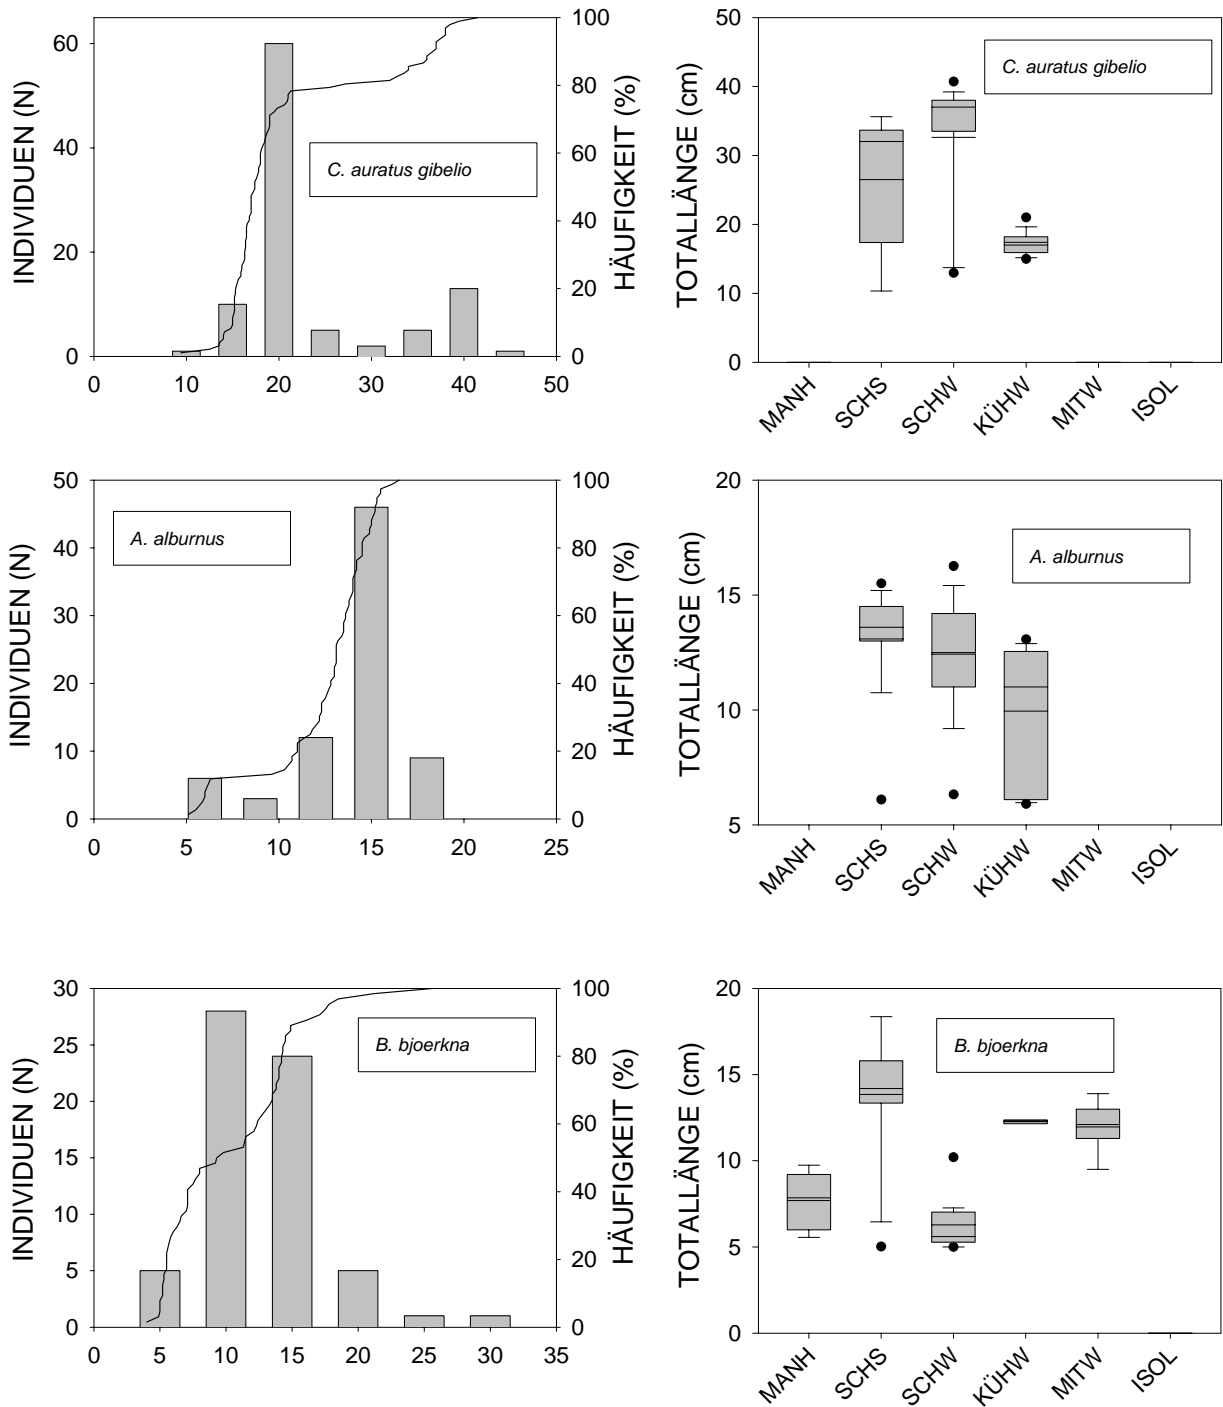 INDIVIDUEN (N)
60
40
20
0
100
80
60
40
20
0
HÄUFIGKEIT (%)
C. auratus gibelio
0 10 20 30 40 50
TOTALLÄNGE (cm)
50
40
30
20
10
0
C. auratus gibelio
MANH SCHS SCHW KÜHW MITW ISOL
INDIVIDUEN (N)
50
40
30
20
10
0
100
80
60
40
20
0
HÄUFIGKEIT (%)
A. alburnus
0 5 10 15 20 25
TOTALLÄNGE (cm)
20
15
10
5
A. alburnus
MANH SCHS SCHW KÜHW MITW ISOL
INDIVIDUEN (N)
30
25
20
15
10
5
0
100
80
60
40
20
0
HÄUFIGKEIT (%)
B. bjoerkna
0 5 10 15 20 25 30 35
TOTALLÄNGE (cm)
20
15
10
5
0
B. bjoerkna
MANH SCHS SCHW KÜHW MITW ISOL